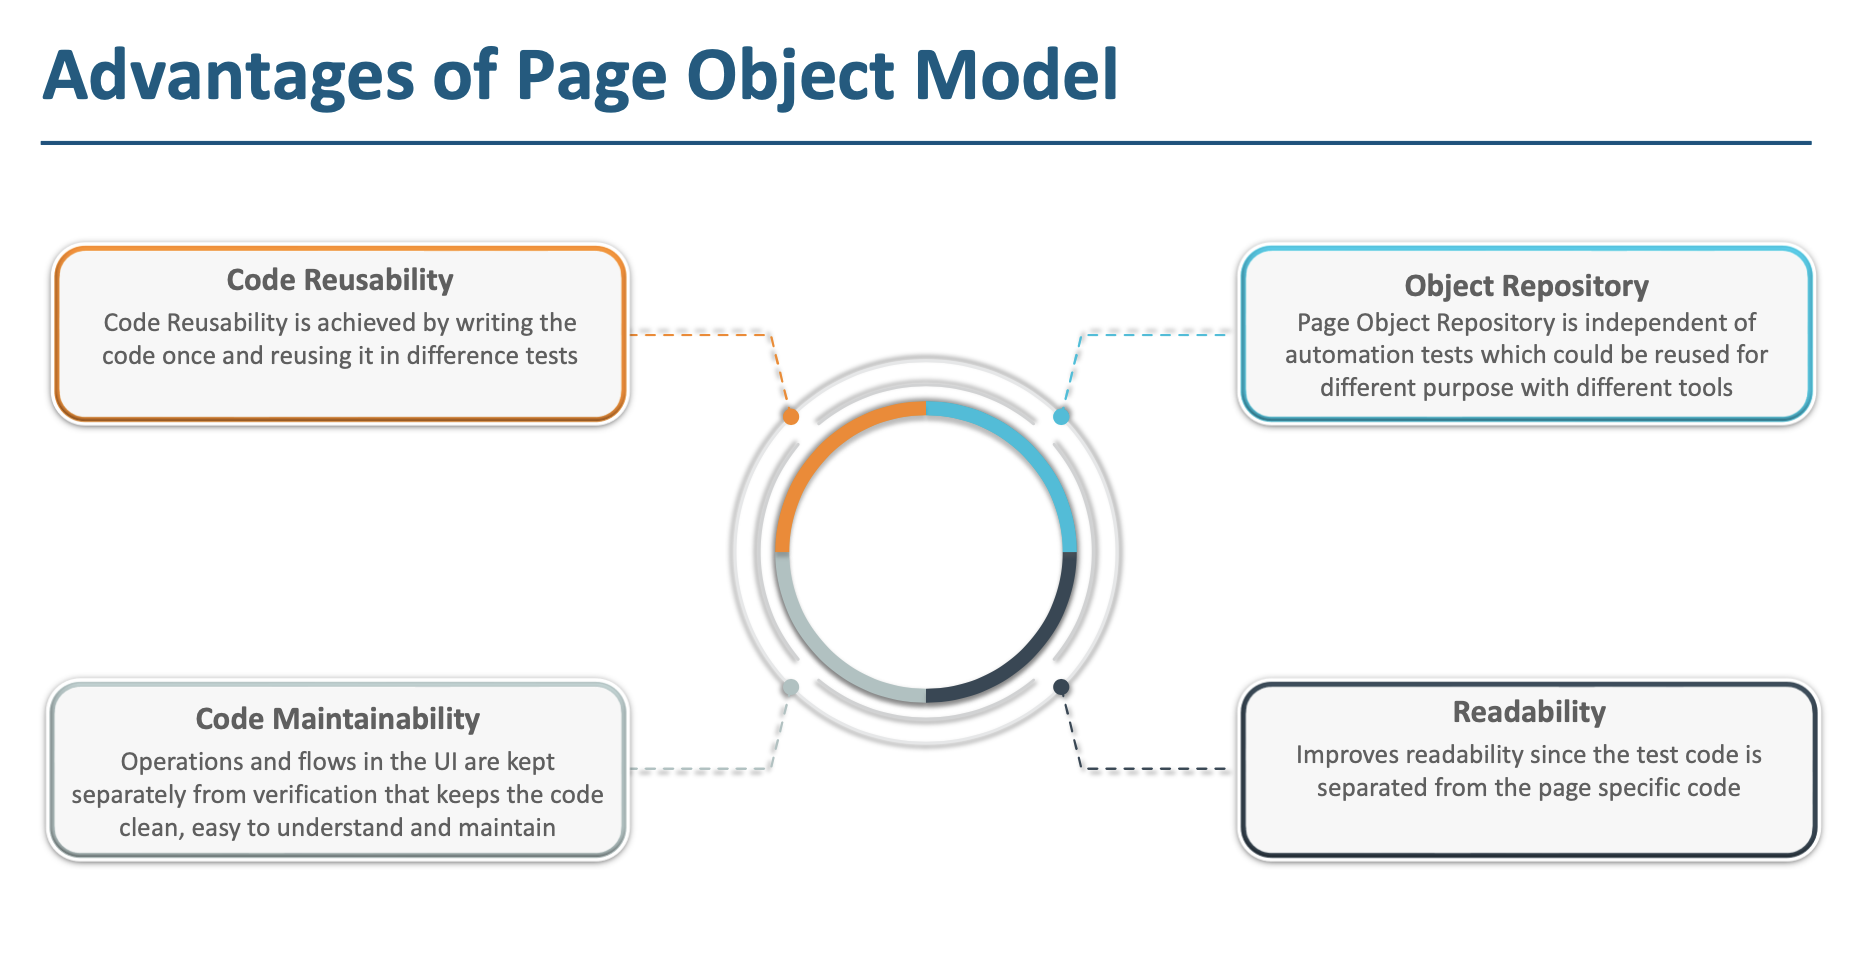 Advantages of Page Object Model
Code Reusability
Code Reusability is achieved by writing the
code once and reusing it in difference tests
Object Repository
Page Object Repository is independent of
automation tests which could be reused for
different purpose with different tools
Code Maintainability
Operations and flows in the UI are kept
separately from verification that keeps the code
clean, easy to understand and maintain
Readability
Improves readability since the test code is
separated from the page specific code